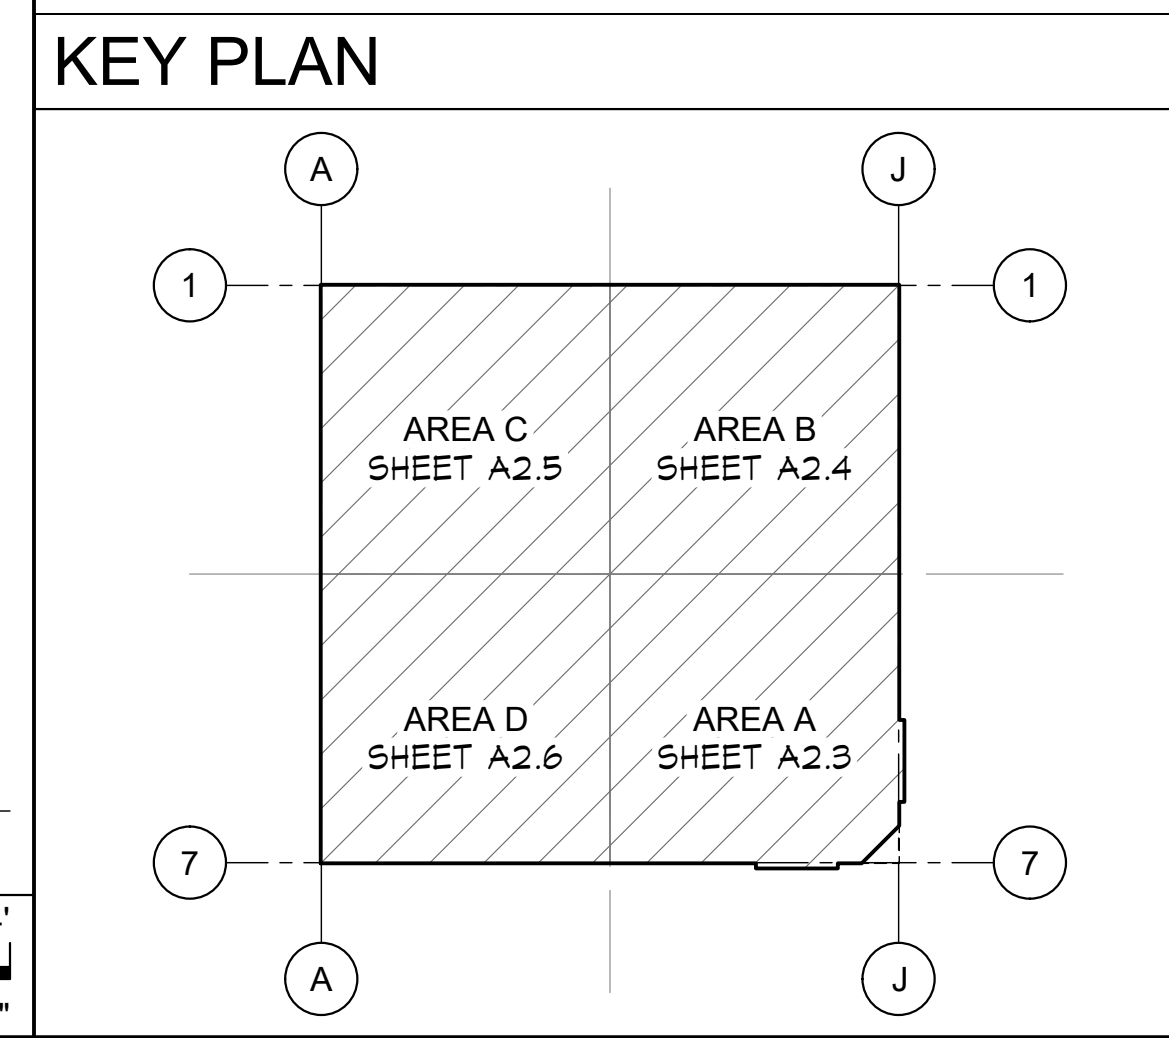 KEY PLAN
A J
1 1
AREA C AREA B
SHEET A2.5 SHEET A2.4
AREA D AREA A
SHEET A2.6 SHEET A2.3
7 7
A J